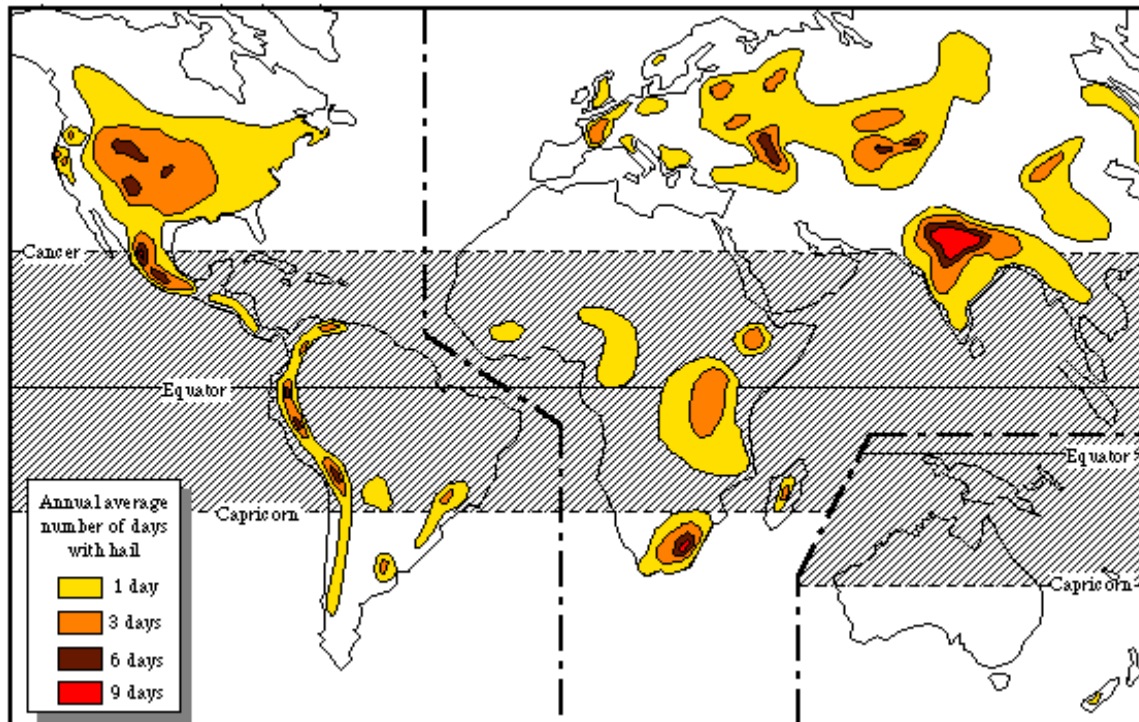 Cancer
Equator
Equator
Capricorn
Capricorn
Annual average
number of days
with hail
1 day
3 days
6 days
9 days